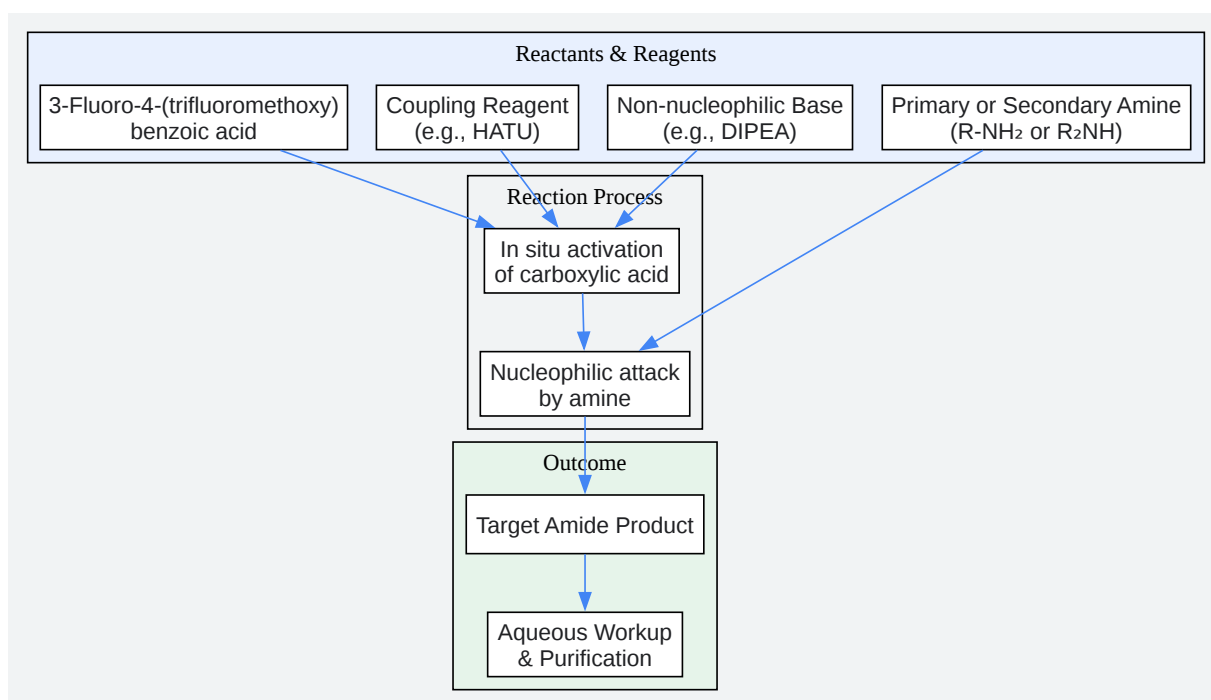 Reactants & Reagents
3-Fluoro-4-(trifluoromethoxy)
benzoic acid
Coupling Reagent
(e.g., HATU)
Non-nucleophilic Base
(e.g., DIPEA)
Primary or Secondary Amine
(R-NH₂ or R₂NH)
Reaction Process
In situ activation
of carboxylic acid
Nucleophilic attack
by amine
Outcome
Target Amide Product
Aqueous Workup
& Purification